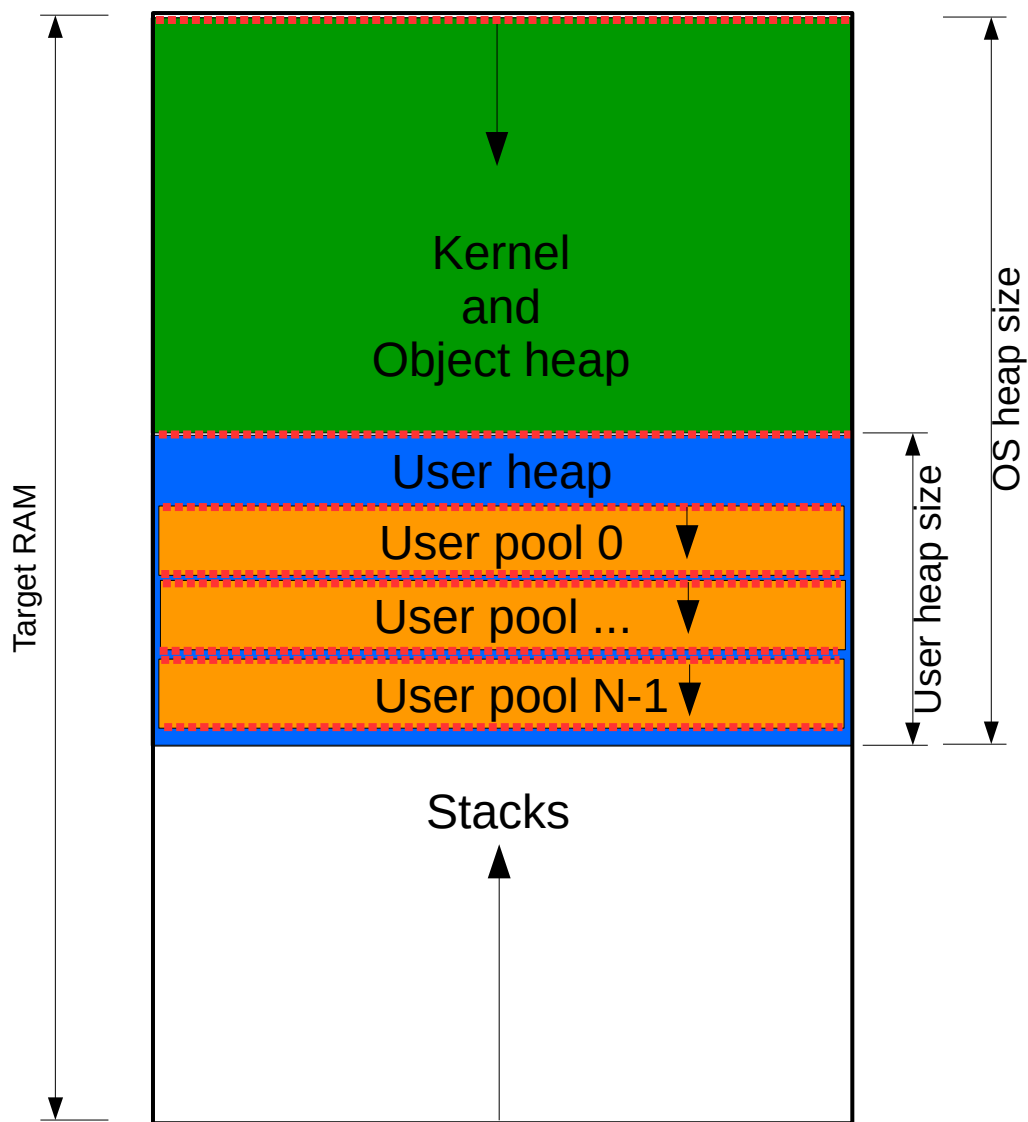 Kernel
and
Object heap
User heap
User pool 0
User pool ...
User pool N-1
Stacks
Target RAM
User heap size
OS heap size